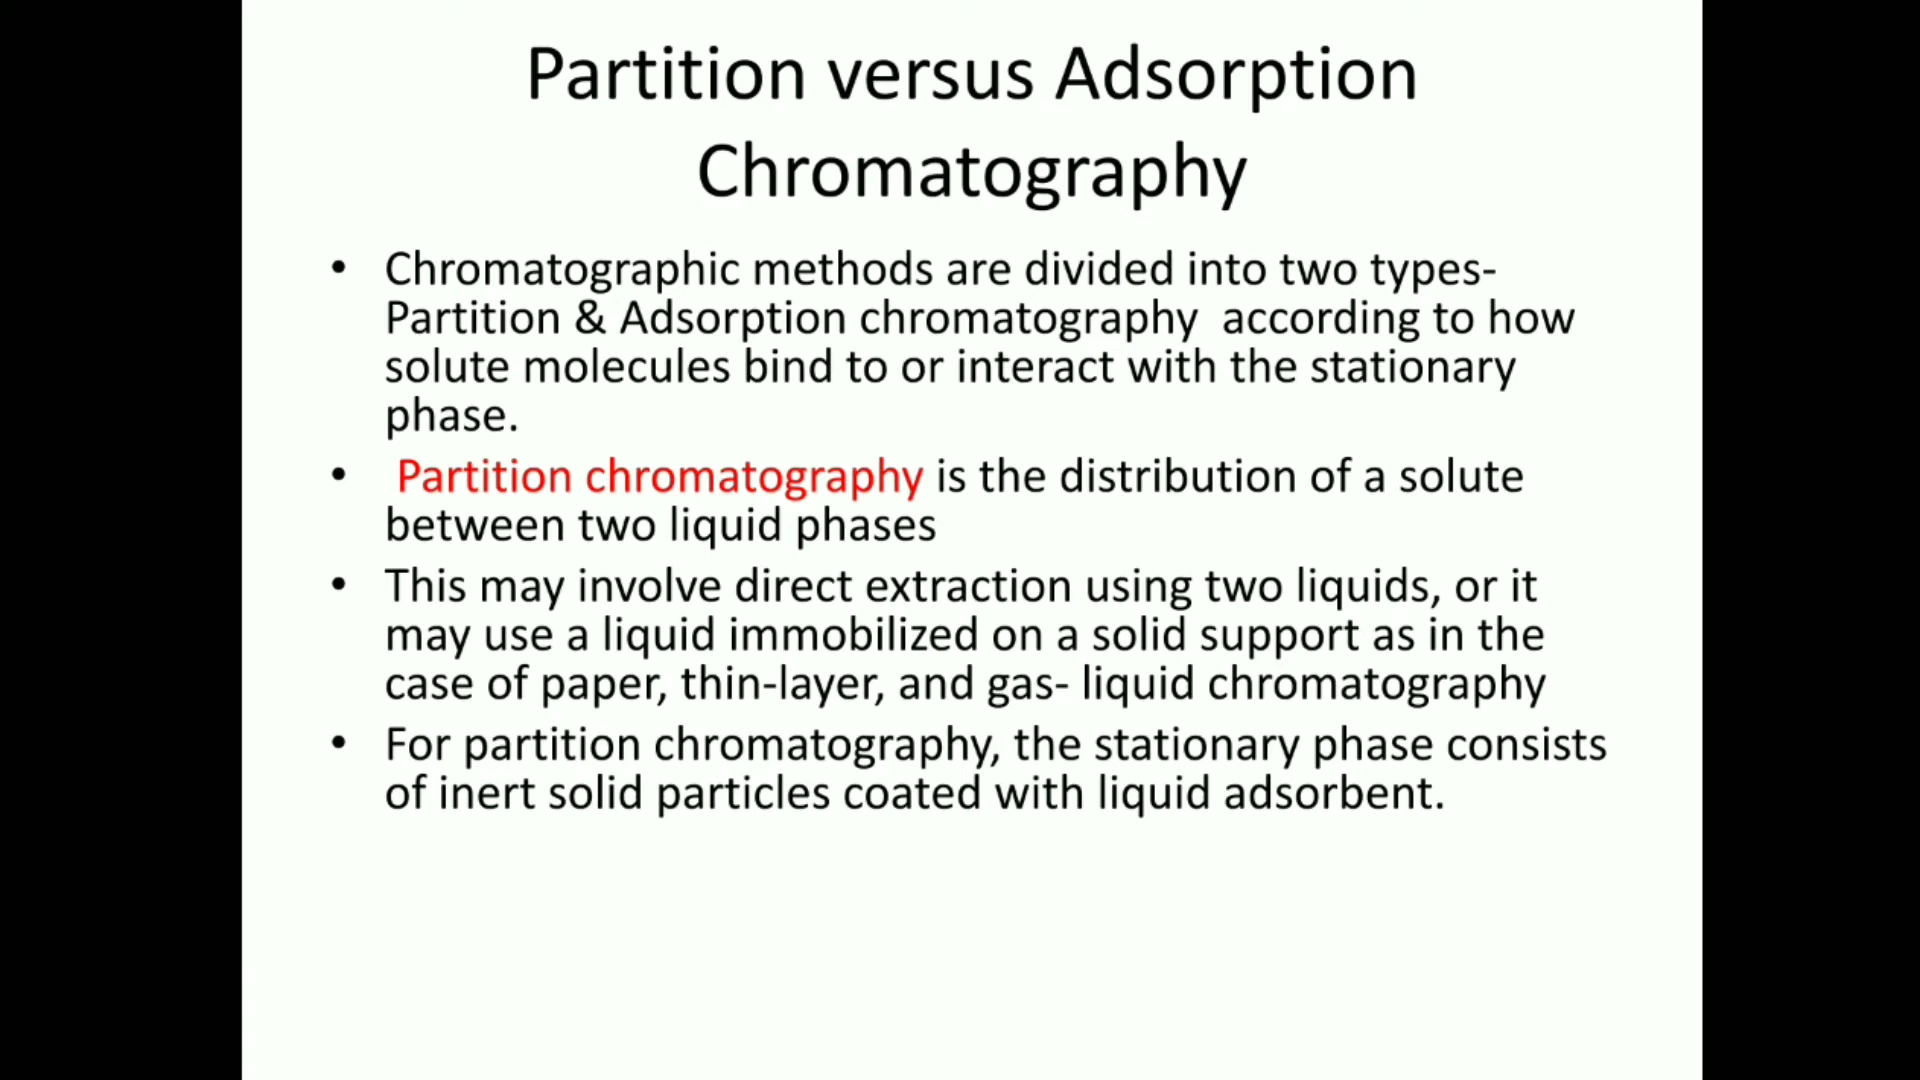 Partition versus Adsorption
Chromatography
• Chromatographic methods are divided into two types-
Partition & Adsorption chromatography  according to how
solute molecules bind to or interact with the stationary
phase.
• Partition chromatography is the distribution of a solute
between two liquid phases
• This may involve direct extraction using two liquids, or it
may use a liquid immobilized on a solid support as in the
case of paper, thin-layer, and gas- liquid chromatography
• For partition chromatography, the stationary phase consists
of inert solid particles coated with liquid adsorbent.